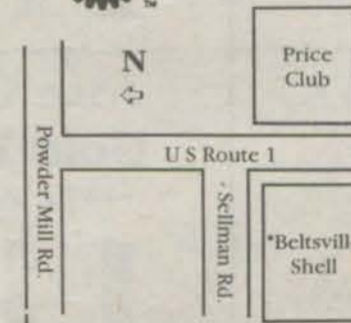 N
Price
Club
U S Route 1
Powder Mill Rd.
Sellman Rd.
*Beltsvill
Shell